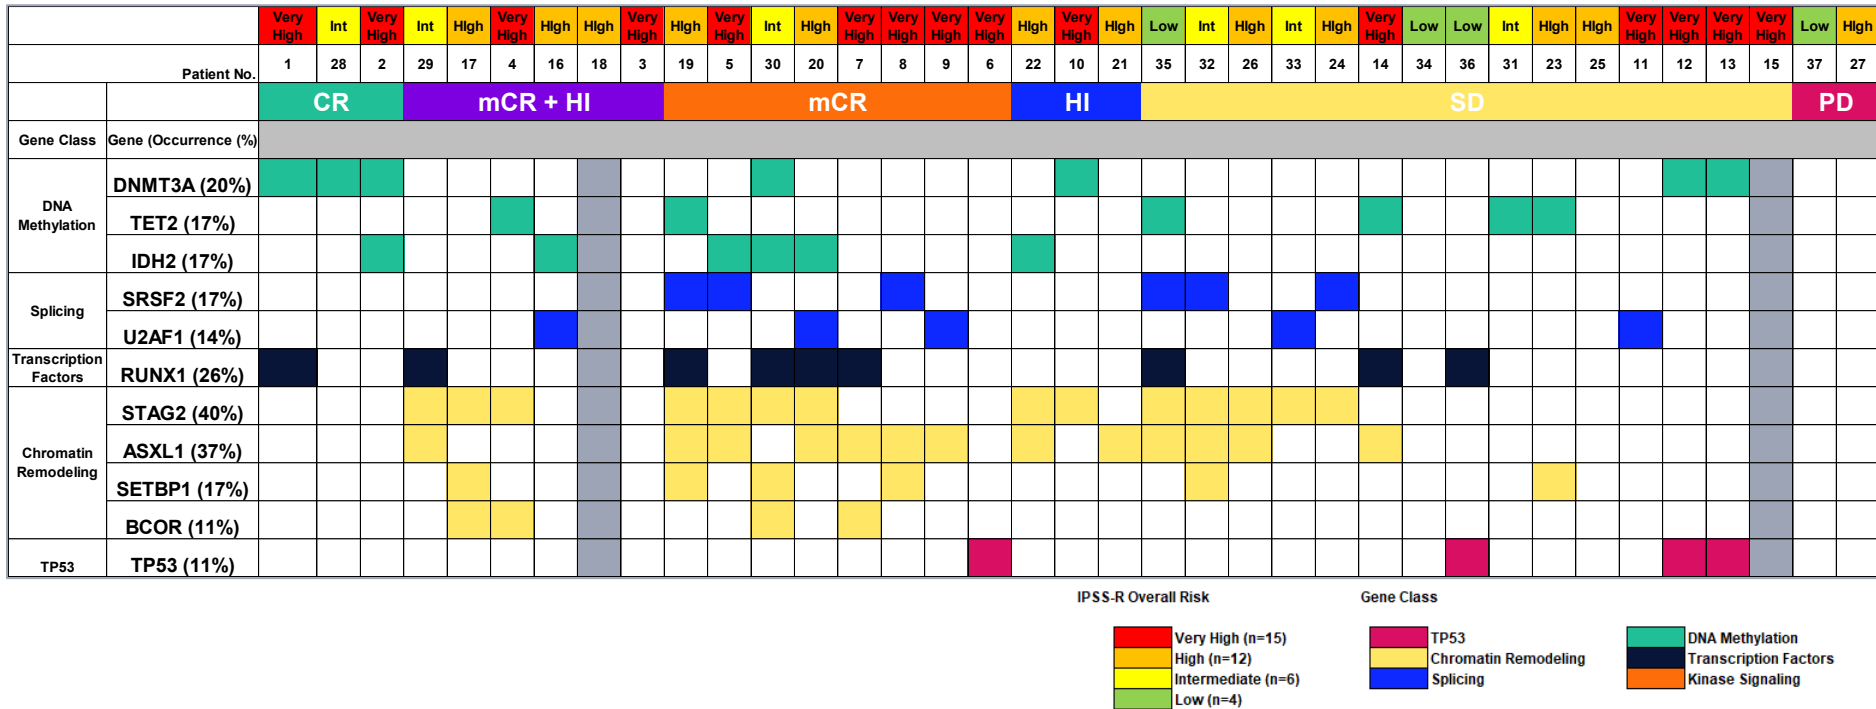 Very High Int Very High Int HIgh Very High HIgh HIgh Very High HIgh Very High Int HIgh Very High Very High Very High Very High HIgh Very High HIgh Low Int HIgh Int HIgh Very High Low Low Int HIgh HIgh Very High Very High Very High Very High Low HIgh
Patient No. 1 28 2 29 17 4 16 18 3 19 5 30 20 7 8 9 6 22 10 21 35 32 26 33 24 14 34 36 31 23 25 11 12 13 15 37 27
CR mCR + HI mCR HI SD PD
Gene Class Gene (Occurrence (%)
DNA Methylation
DNMT3A (20%)
TET2 (17%)
IDH2 (17%)
Splicing
SRSF2 (17%)
U2AF1 (14%)
Transcription Factors
RUNX1 (26%)
Chromatin Remodeling
STAG2 (40%)
ASXL1 (37%)
SETBP1 (17%)
BCOR (11%)
TP53 TP53 (11%)
IPSS-R Overall Risk
Very High (n=15)
High (n=12)
Intermediate (n=6)
Low (n=4)
Gene Class
TP53
Chromatin Remodeling
Splicing
DNA Methylation
Transcription Factors
Kinase Signaling